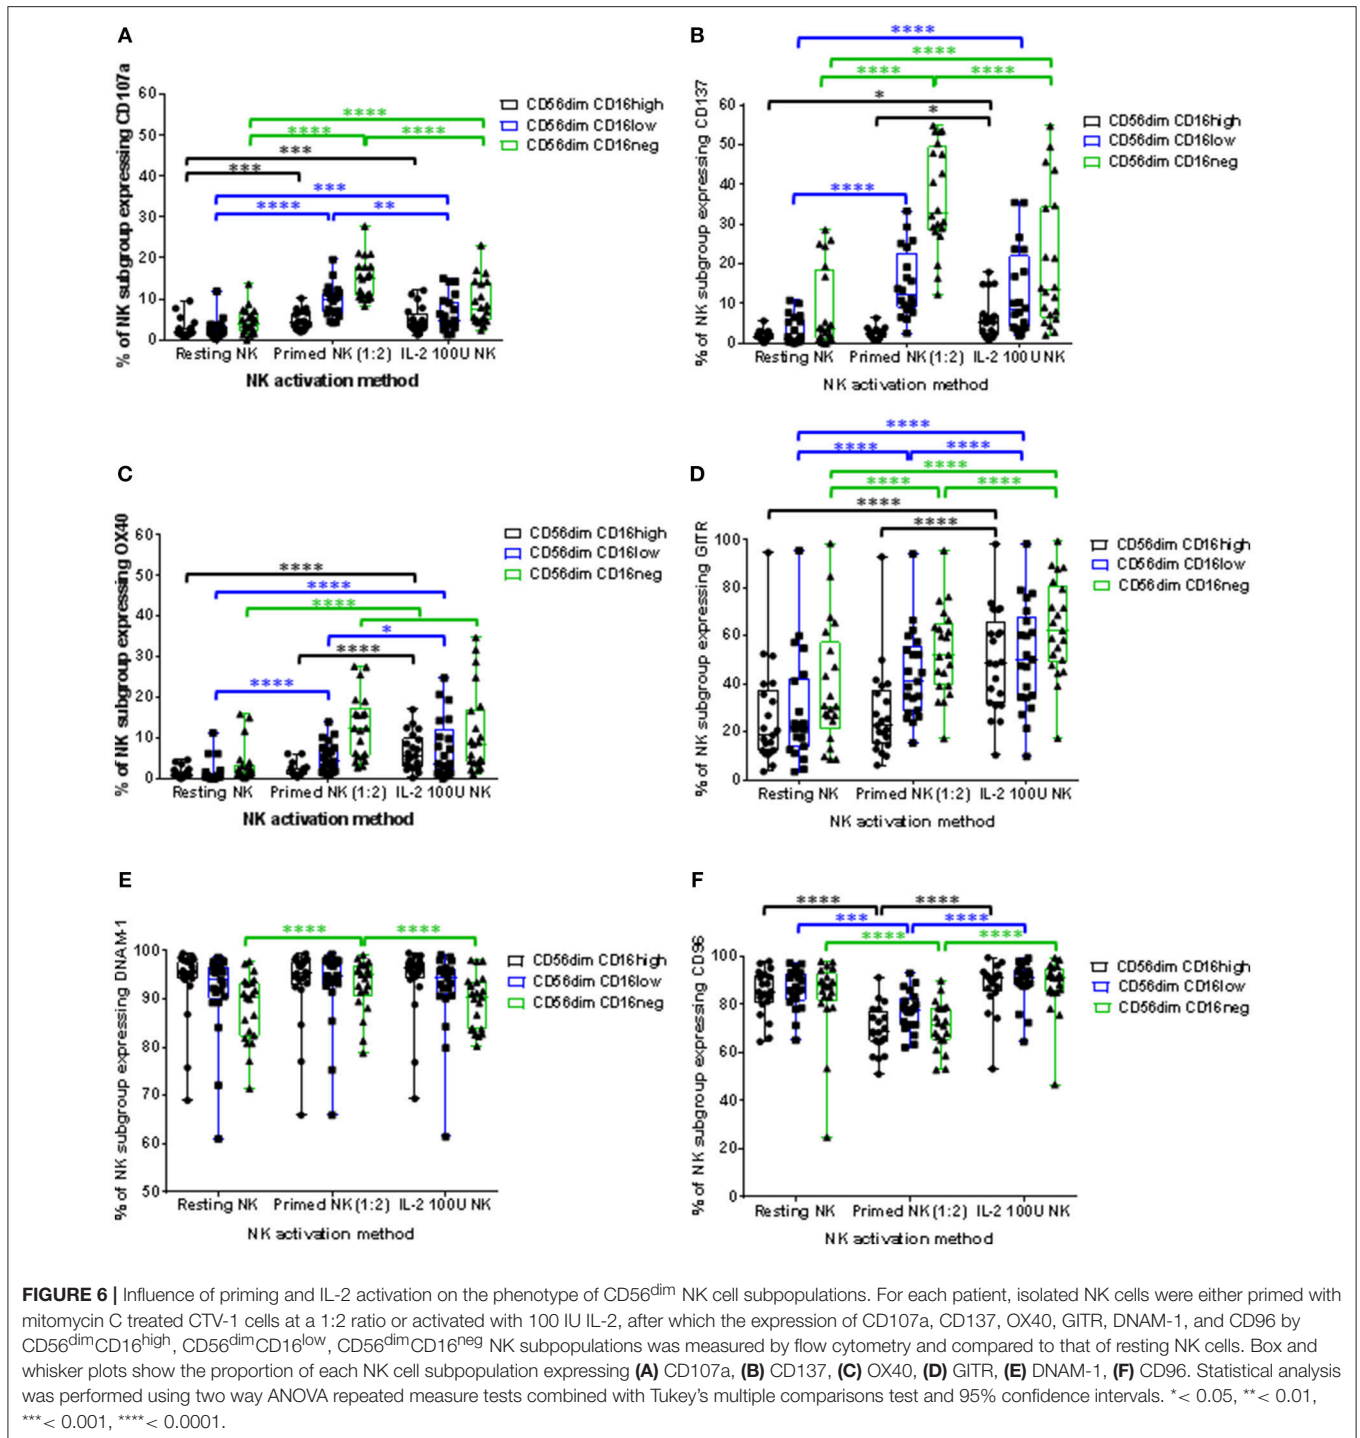 A
****
****
****
***
***
***
****
**
% of NK subgroup expressing CD107a
60
50
40
30
20
10
0
CD56dim CD16high
CD56dim CD16low
CD56dim CD16neg
Resting NK Primed NK (1:2) IL-2 100U NK
NK activation method
B
****
****
****
****
*
*
****
% of NK subgroup expressing CD137
60
50
40
30
20
10
0
CD56dim CD16high
CD56dim CD16low
CD56dim CD16neg
Resting NK Primed NK (1:2) IL-2 100U NK
NK activation method
C
****
****
****
*
****
****
% of NK subgroup expressing OX40
60
50
40
30
20
10
0
CD56dim CD16high
CD56dim CD16low
CD56dim CD16neg
Resting NK Primed NK (1:2) IL-2 100U NK
NK activation method
D
****
****
****
****
****
****
****
****
% of NK subgroup expressing GITR
100
80
60
40
20
0
CD56dim CD16high
CD56dim CD16low
CD56dim CD16neg
Resting NK Primed NK (1:2) IL-2 100U NK
NK activation method
E
****
****
% of NK subgroup expressing DNAM-1
100
90
80
70
60
50
CD56dim CD16high
CD56dim CD16low
CD56dim CD16neg
Resting NK Primed NK (1:2) IL-2 100U NK
NK activation method
F
****
****
***
****
****
****
% of NK subgroup expressing CD96
100
80
60
40
20
0
CD56dim CD16high
CD56dim CD16low
CD56dim CD16neg
Resting NK Primed NK (1:2) IL-2 100U NK
NK activation method
FIGURE 6 | Influence of priming and IL-2 activation on the phenotype of CD56dim NK cell subpopulations. For each patient, isolated NK cells were either primed with
mitomycin C treated CTV-1 cells at a 1:2 ratio or activated with 100 IU IL-2, after which the expression of CD107a, CD137, OX40, GITR, DNAM-1, and CD96 by
CD56dimCD16high, CD56dimCD16low, CD56dimCD16neg NK subpopulations was measured by flow cytometry and compared to that of resting NK cells. Box and
whisker plots show the proportion of each NK cell subpopulation expressing (A) CD107a, (B) CD137, (C) OX40, (D) GITR, (E) DNAM-1, (F) CD96. Statistical analysis
was performed using two way ANOVA repeated measure tests combined with Tukey's multiple comparisons test and 95% confidence intervals. *< 0.05, **< 0.01,
***< 0.001, ****< 0.0001.